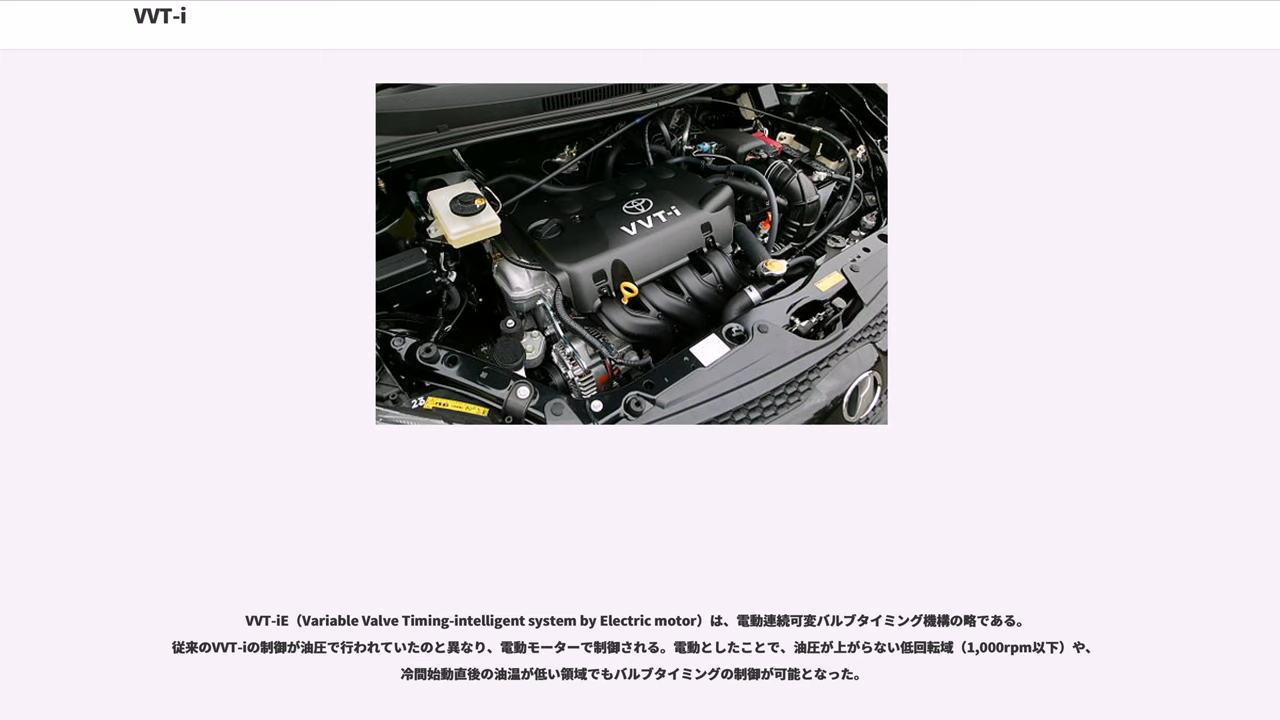 VVT-i
VVT-i
VVT-iE（Variable Valve Timing-intelligent system by Electric motor）は、電動連続可変バルブタイミング機構の略である。
従来のVVT-iの制御が油圧で行われていたのと異なり、電動モーターで制御される。電動としたことで、油圧が上がらない低回転域（1,000rpm以下）や、
冷間始動直後の油温が低い領域でもバルブタイミングの制御が可能となった。